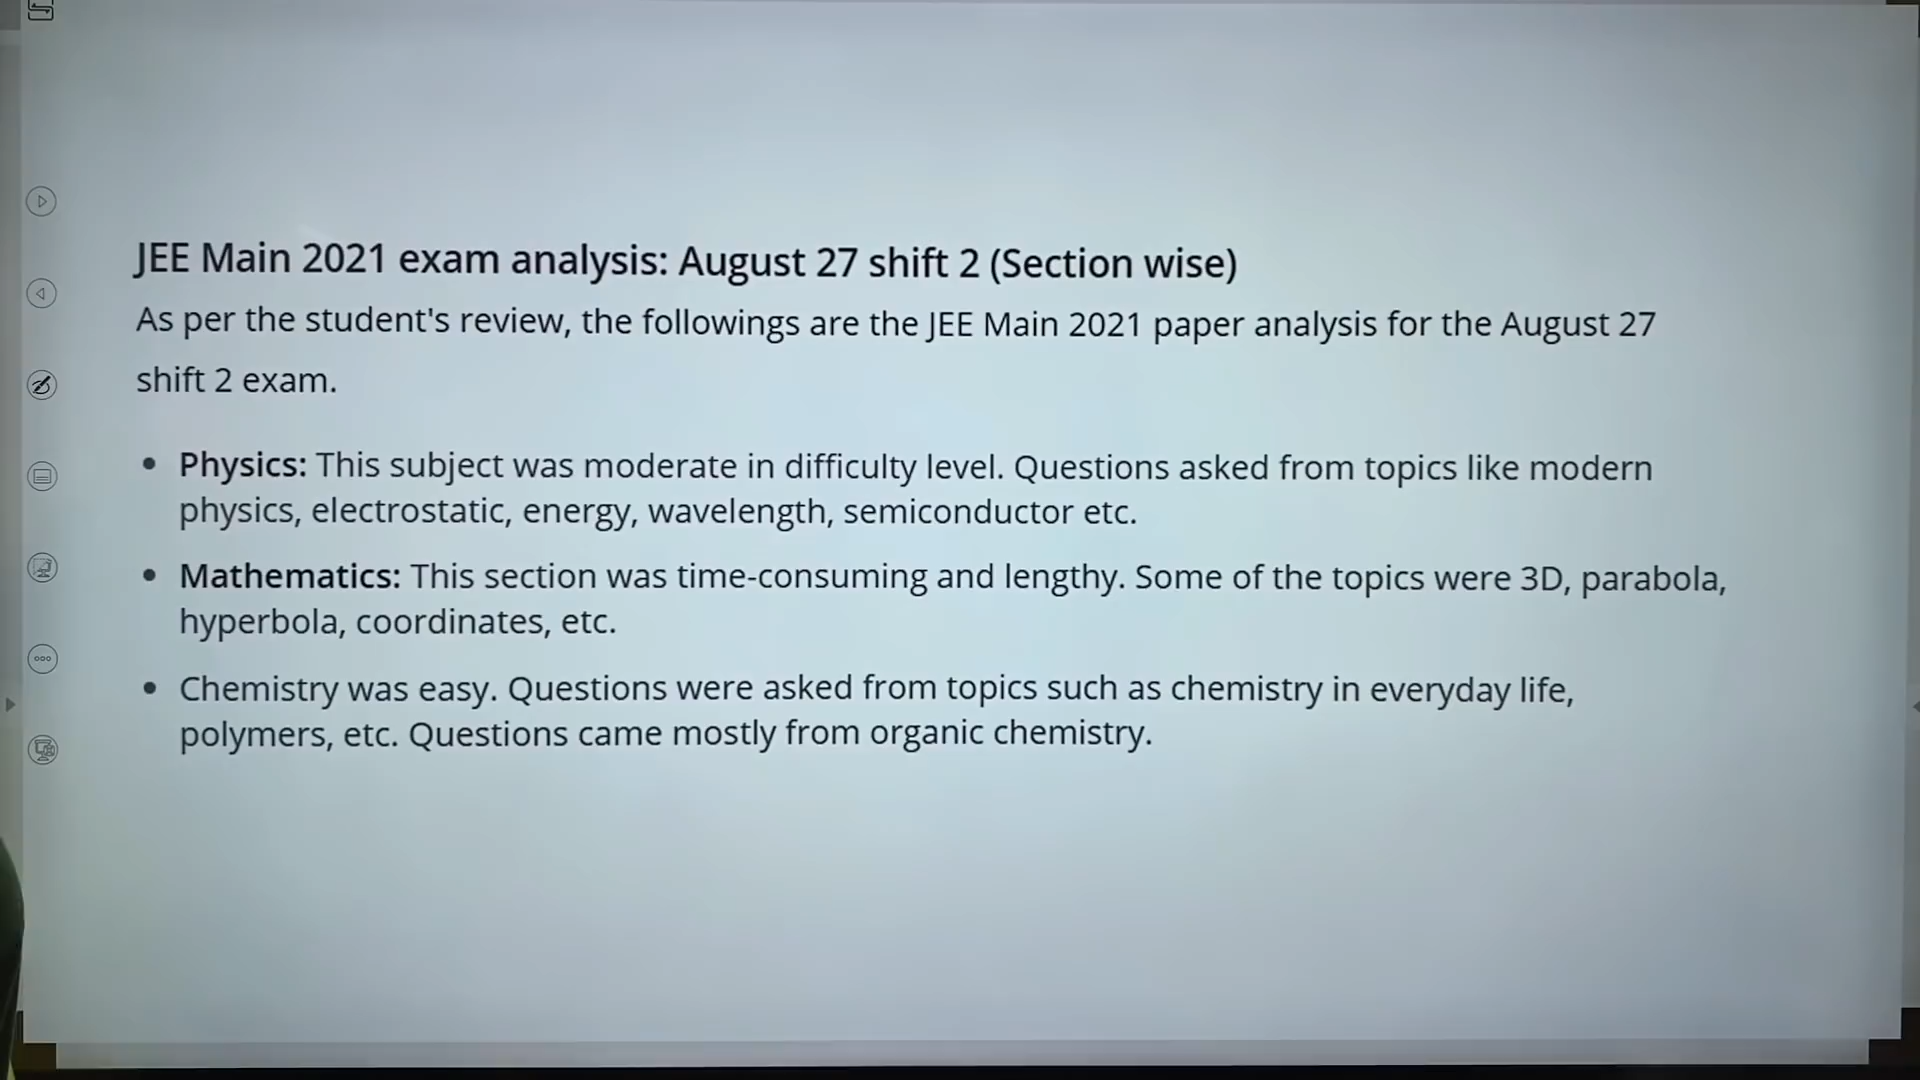 JEE Main 2021 exam analysis: August 27 shift 2 (Section wise)
As per the student's review, the followings are the JEE Main 2021 paper analysis for the August 27
shift 2 exam.
• Physics: This subject was moderate in difficulty level. Questions asked from topics like modern
physics, electrostatic, energy, wavelength, semiconductor etc.
• Mathematics: This section was time-consuming and lengthy. Some of the topics were 3D, parabola,
hyperbola, coordinates, etc.
• Chemistry was easy. Questions were asked from topics such as chemistry in everyday life,
polymers, etc. Questions came mostly from organic chemistry.